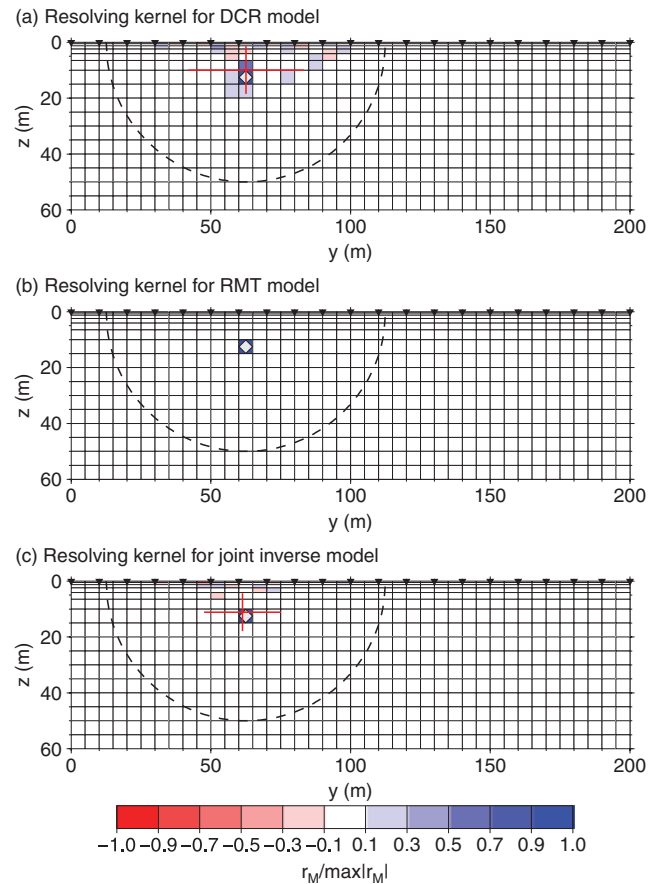 (a) Resolving kernel for DCR model
0
20
40
60
z (m)
0 50 100 150 200
y (m)
(b) Resolving kernel for RMT model
0
20
40
60
z (m)
0 50 100 150 200
y (m)
(c) Resolving kernel for joint inverse model
0
20
40
60
z (m)
0 50 100 150 200
y (m)
−1.0 −0.9 −0.7 −0.5 −0.3 −0.1 0.1 0.3 0.5 0.7 0.9 1.0
r_M/max|r_M|